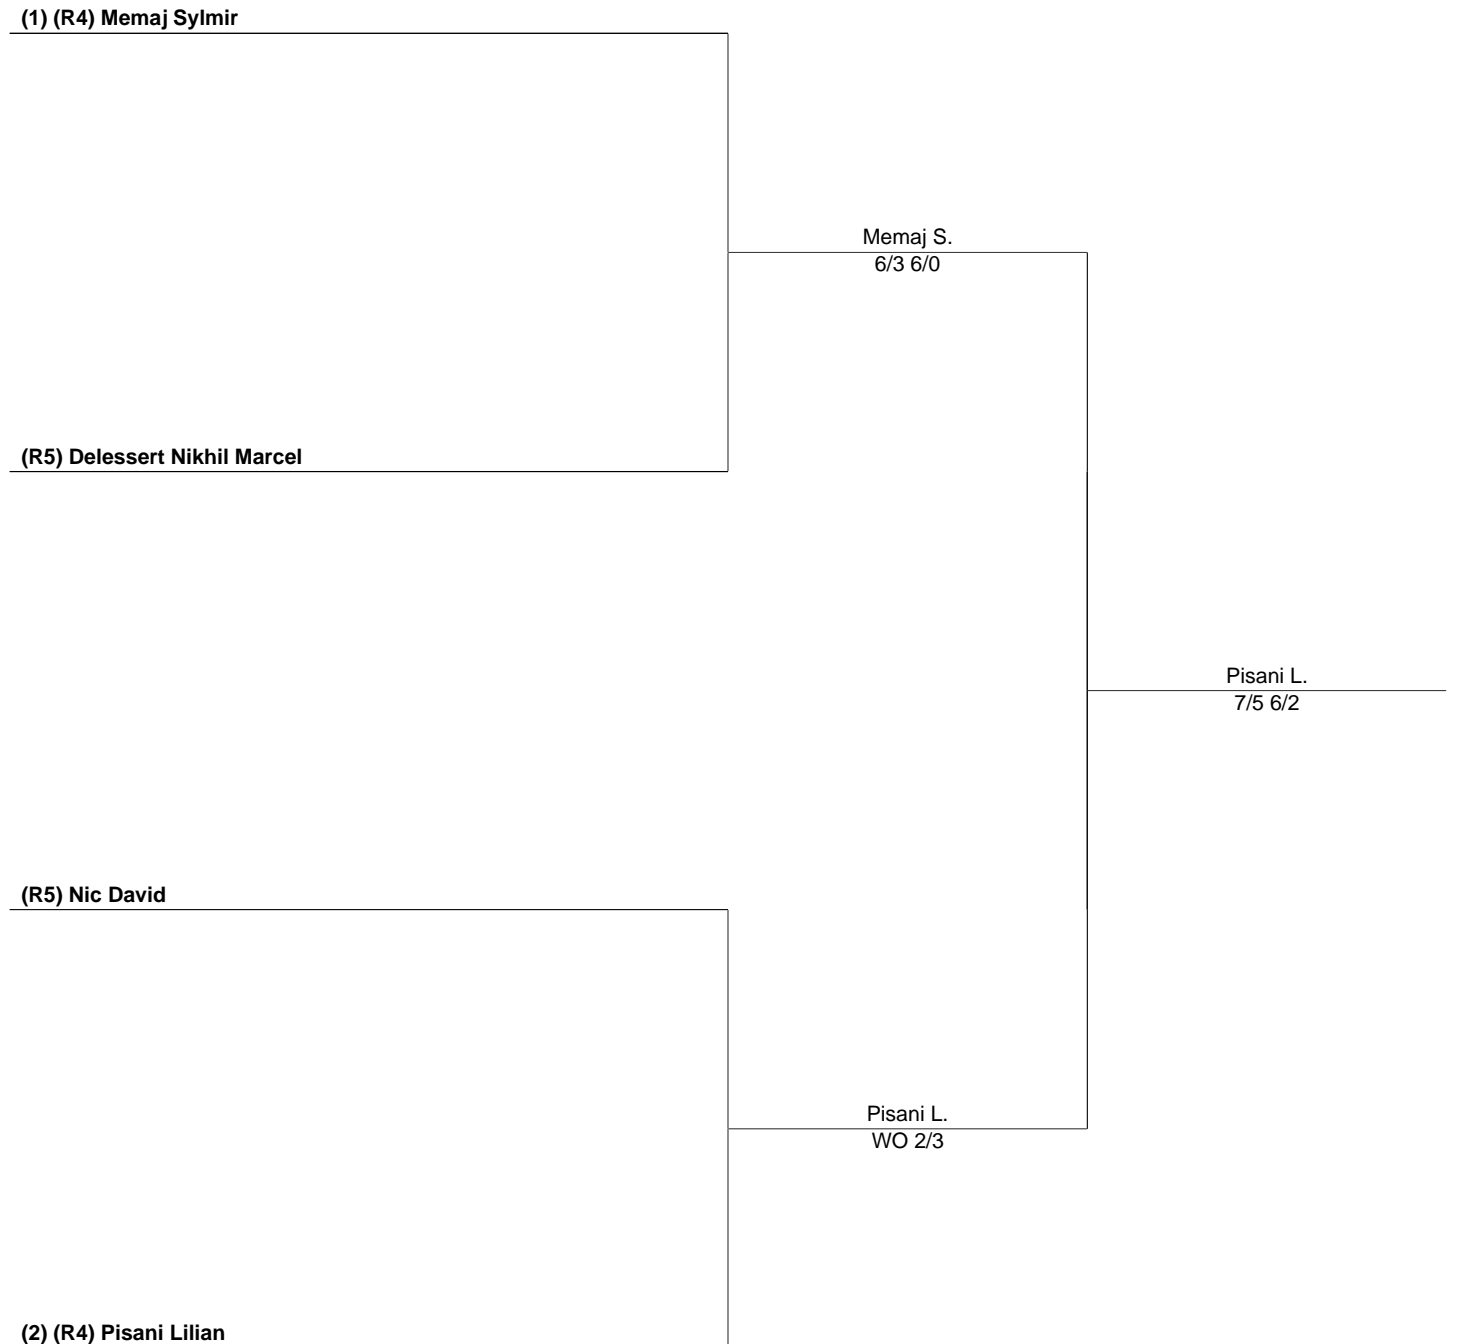 (1) (R4) Memaj Sylmir
Memaj S.
6/3 6/0
(R5) Delessert Nikhil Marcel
Pisani L.
7/5 6/2
(R5) Nic David
Pisani L.
WO 2/3
(2) (R4) Pisani Lilian